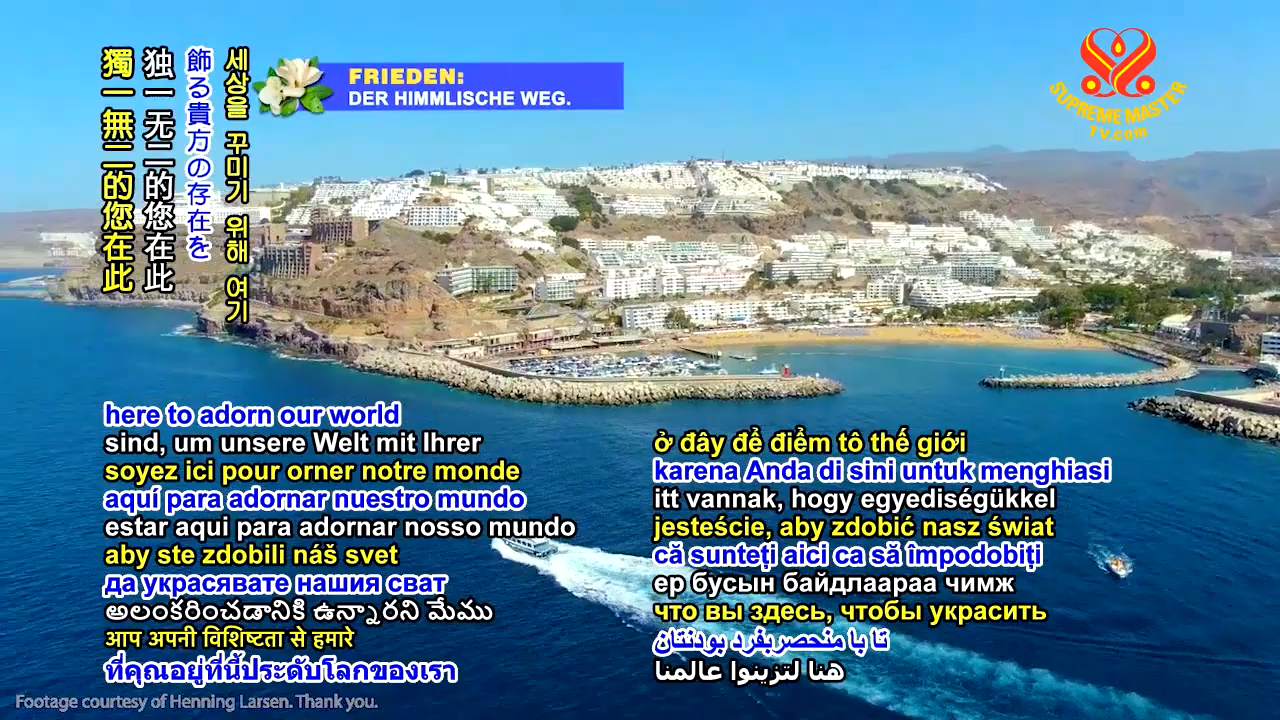 獨一無二的您在此
独一无二的您在此
飾る貴方の存在を
세상을 꾸미기 위해 여기
FRIEDEN:
DER HIMMLISCHE WEG.
SUPREME MASTER
TV.COM
here to adorn our world
sind, um unsere Welt mit Ihrer
soyez ici pour orner notre monde
aquí para adornar nuestro mundo
estar aqui para adornar nosso mundo
aby ste zdobili náš svet
да украсявате нашия сват
అలంకరించడానికి ఉన్నారని మేము
आप अपनी विशिष्टता से हमारे
ที่คุณอยู่ที่นี่ประดับโลกของเรา
ở đây để điểm tô thế giới
karena Anda di sini untuk menghiasi
itt vannak, hogy egyediségükkel
jesteście, aby zdobić nasz świat
că sunteți aici ca să împodobiți
ер бусын байдлаараа чимж
что вы здесь, чтобы украсить
تا با منحصربفرد بودنتان
هنا لتزينوا عالمنا
Footage courtesy of Henning Larsen. Thank you.